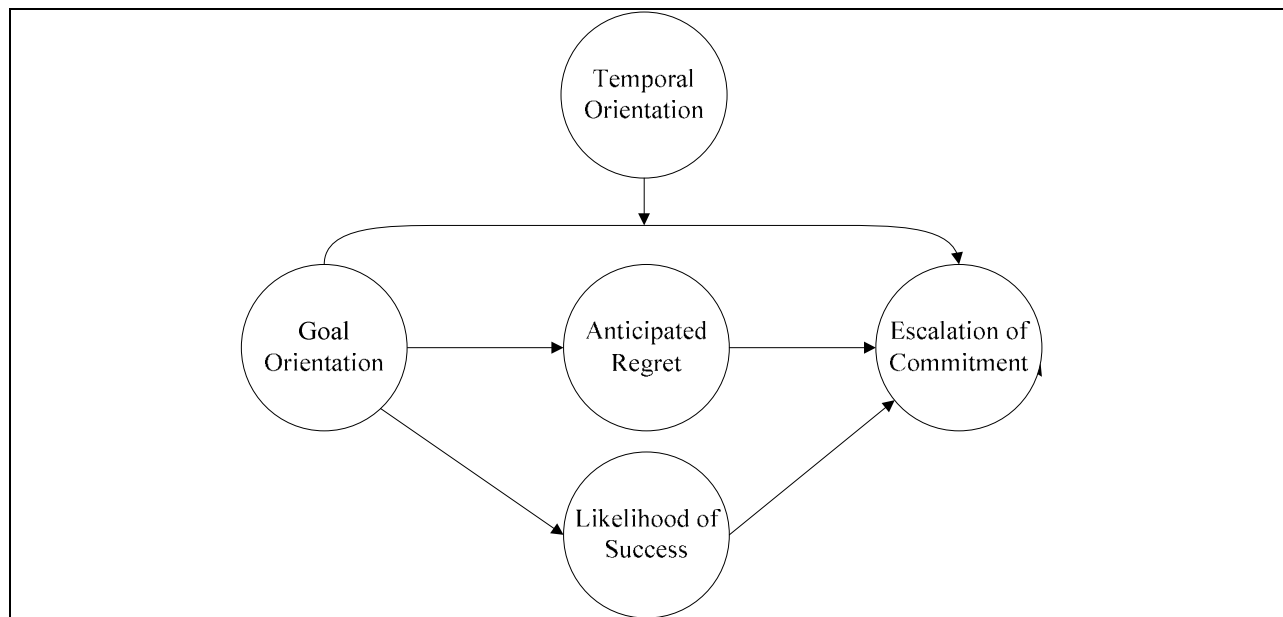 Temporal
Orientation
Goal
Orientation
Anticipated
Regret
Escalation of
Commitment
Likelihood of
Success